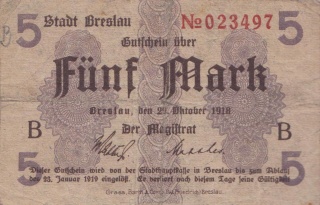 5 Stadt Breslau №023497 5
B
Gutschein über
Fünf Mark
Breslau, den 29. Oktober 1918
B Der Magistrat B
5 5
Dieser Gutschein wird von der Stadthauptkasse in Breslau bis zum Ablauf
des 23. Januar 1919 eingelöst. Er verliert nach diesem Tage seine Gültigkeit
Breslau.